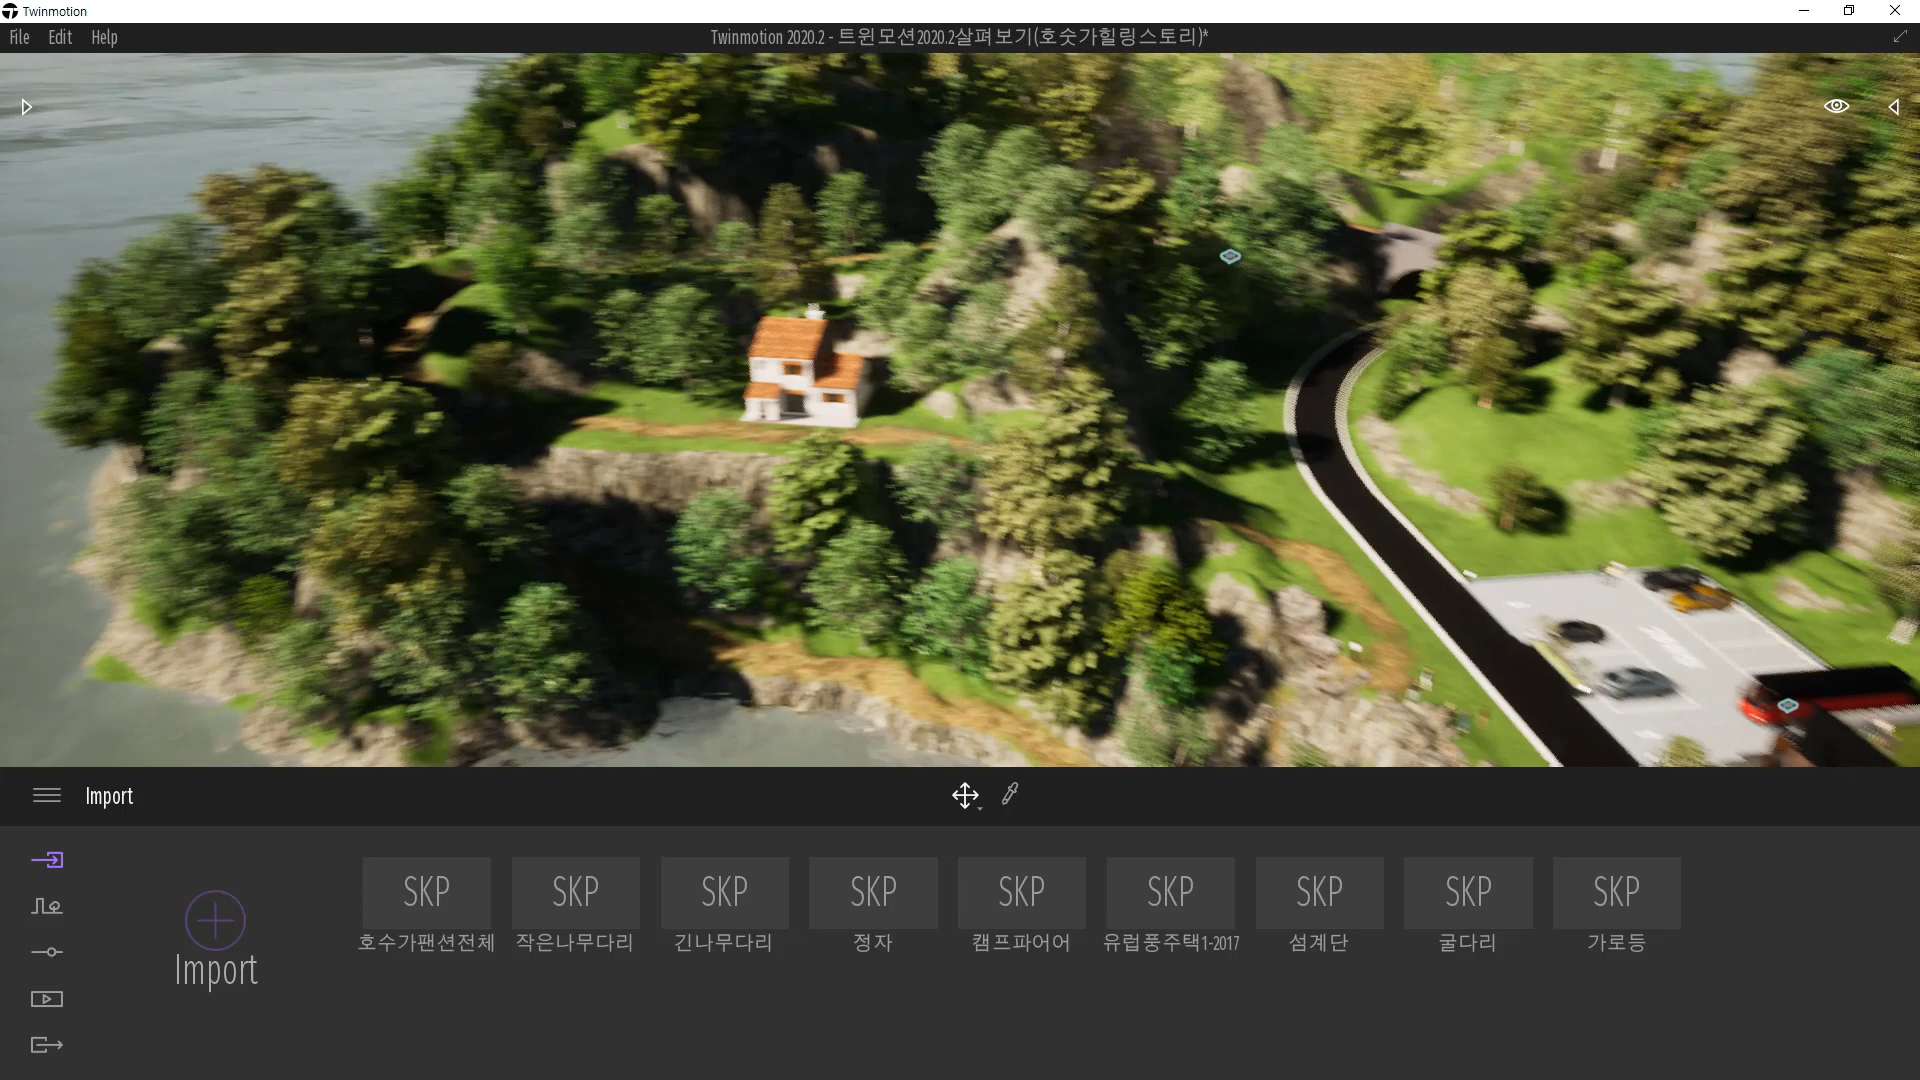 Twinmotion
File Edit Help
Twinmotion 2020.2 - 트윈모션2020.2살펴보기(호숫가힐링스토리)*
Import
Import
SKP SKP SKP SKP SKP SKP SKP SKP SKP
호수가팬션전체 작은나무다리 긴나무다리 정자 캠프파어어 유럽풍주택1-2017 섬계단 굴다리 가로등